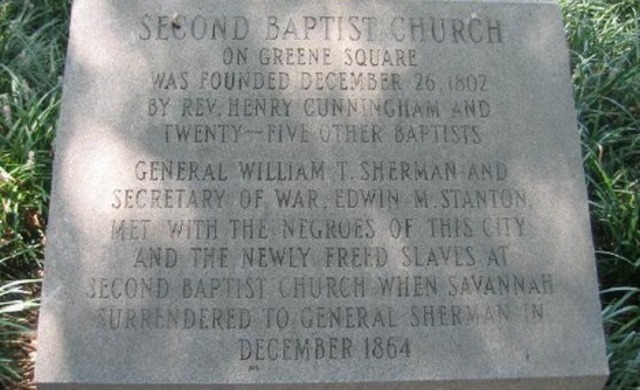 SECOND BAPTIST CHURCH
ON GREENE SQUARE
WAS FOUNDED DECEMBER 26, 1802
BY REV. HENRY CUNNINGHAM AND
TWENTY-FIVE OTHER BAPTISTS
GENERAL WILLIAM T. SHERMAN AND
SECRETARY OF WAR, EDWIN M. STANTON,
MET WITH THE NEGROES OF THIS CITY
AND THE NEWLY FREED SLAVES AT
SECOND BAPTIST CHURCH WHEN SAVANNAH
SURRENDERED TO GENERAL SHERMAN IN
DECEMBER 1864